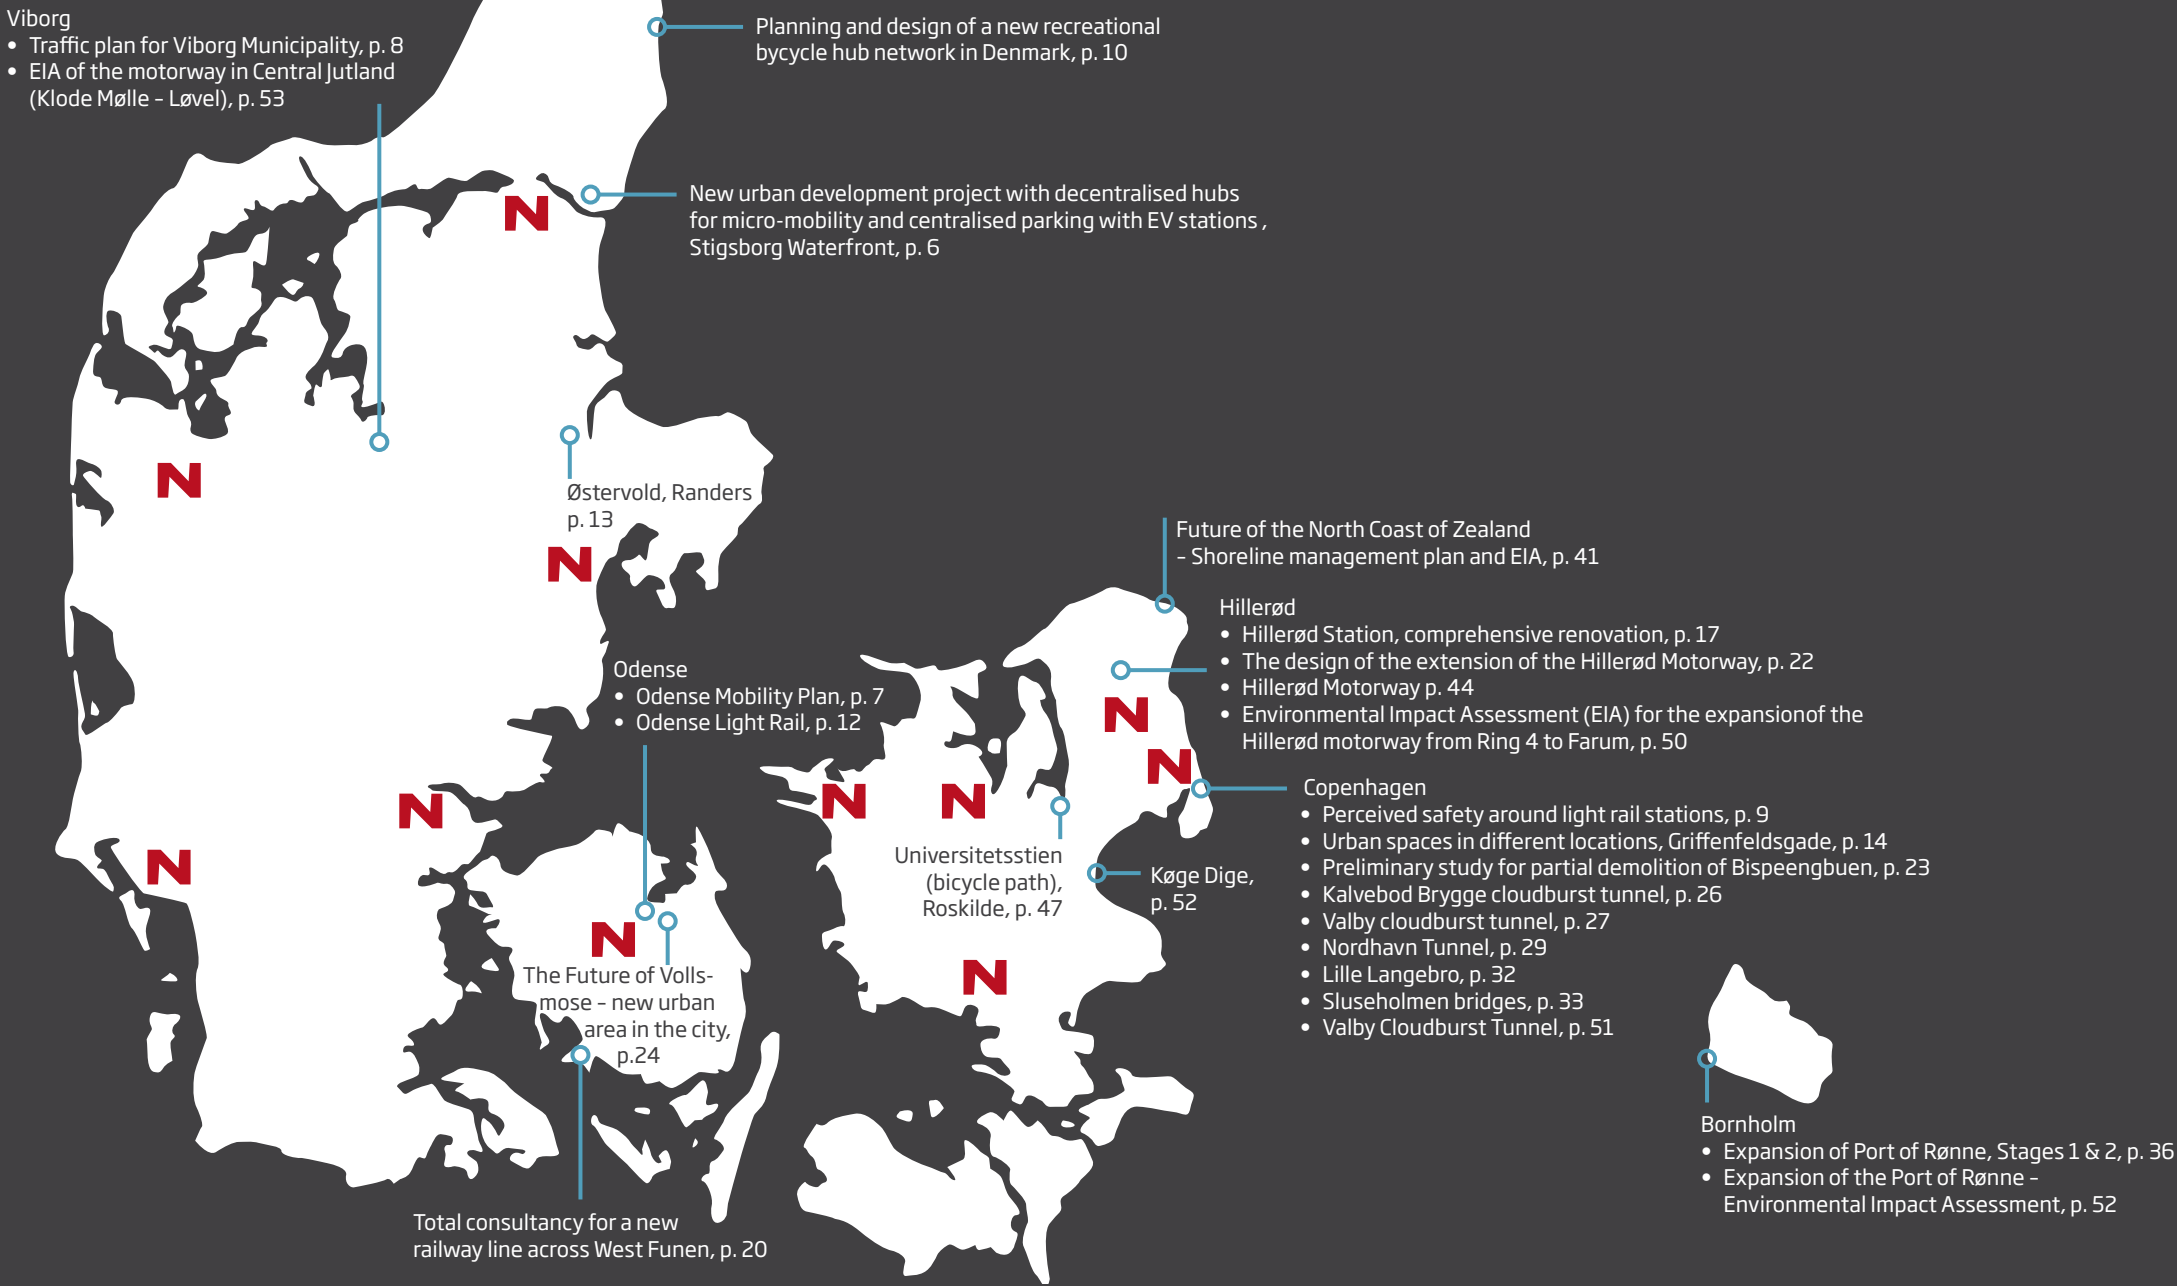 Viborg
• Traffic plan for Viborg Municipality, p. 8
• EIA of the motorway in Central Jutland
(Klode Mølle – Løvel), p. 53
Planning and design of a new recreational
bycycle hub network in Denmark, p. 10
New urban development project with decentralised hubs
for micro-mobility and centralised parking with EV stations ,
Stigsborg Waterfront, p. 6
N
N
Østervold, Randers
p. 13
N
Future of the North Coast of Zealand
– Shoreline management plan and EIA, p. 41
Hillerød
• Hillerød Station, comprehensive renovation, p. 17
• The design of the extension of the Hillerød Motorway, p. 22
• Hillerød Motorway p. 44
• Environmental Impact Assessment (EIA) for the expansionof the
Hillerød motorway from Ring 4 to Farum, p. 50
Odense
• Odense Mobility Plan, p. 7
• Odense Light Rail, p. 12
N
N
N
N
N
N
Copenhagen
• Perceived safety around light rail stations, p. 9
• Urban spaces in different locations, Griffenfeldsgade, p. 14
• Preliminary study for partial demolition of Bispeengbuen, p. 23
• Kalvebod Brygge cloudburst tunnel, p. 26
• Valby cloudburst tunnel, p. 27
• Nordhavn Tunnel, p. 29
• Lille Langebro, p. 32
• Sluseholmen bridges, p. 33
• Valby Cloudburst Tunnel, p. 51
Universitetsstien
(bicycle path),
Roskilde, p. 47
Køge Dige,
p. 52
N
N
The Future of Volls-
mose – new urban
area in the city,
p.24
Bornholm
• Expansion of Port of Rønne, Stages 1 & 2, p. 36
• Expansion of the Port of Rønne –
Environmental Impact Assessment, p. 52
Total consultancy for a new
railway line across West Funen, p. 20